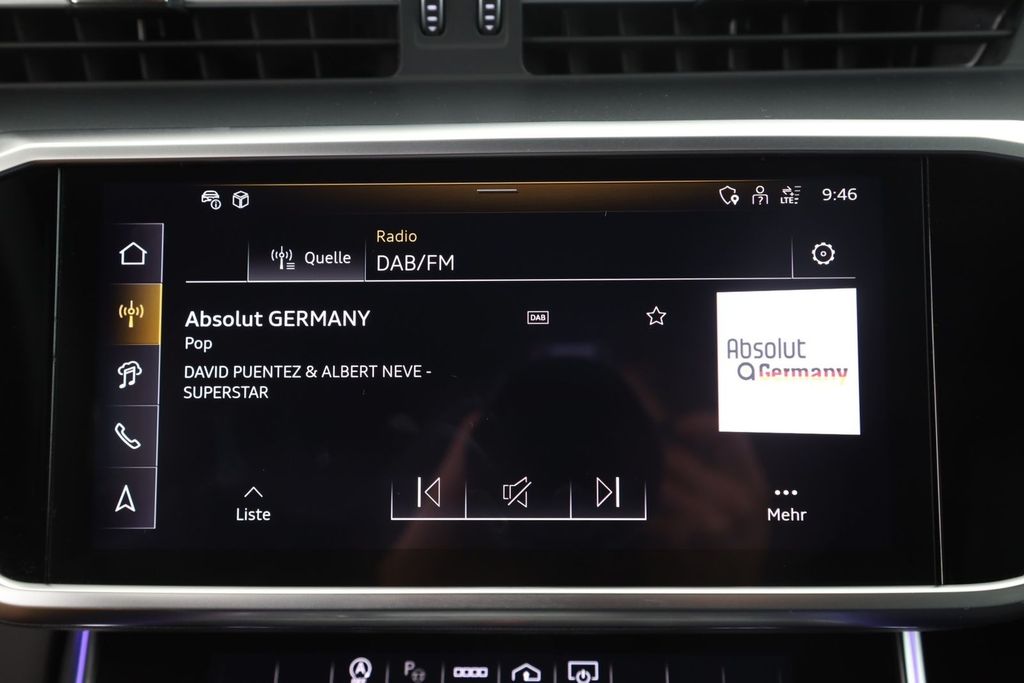 LTE
9:46
Quelle
Radio
DAB/FM
Absolut GERMANY
DAB
Pop
DAVID PUENTEZ & ALBERT NEVE -
SUPERSTAR
Absolut
Germany
Liste
Mehr
A
P